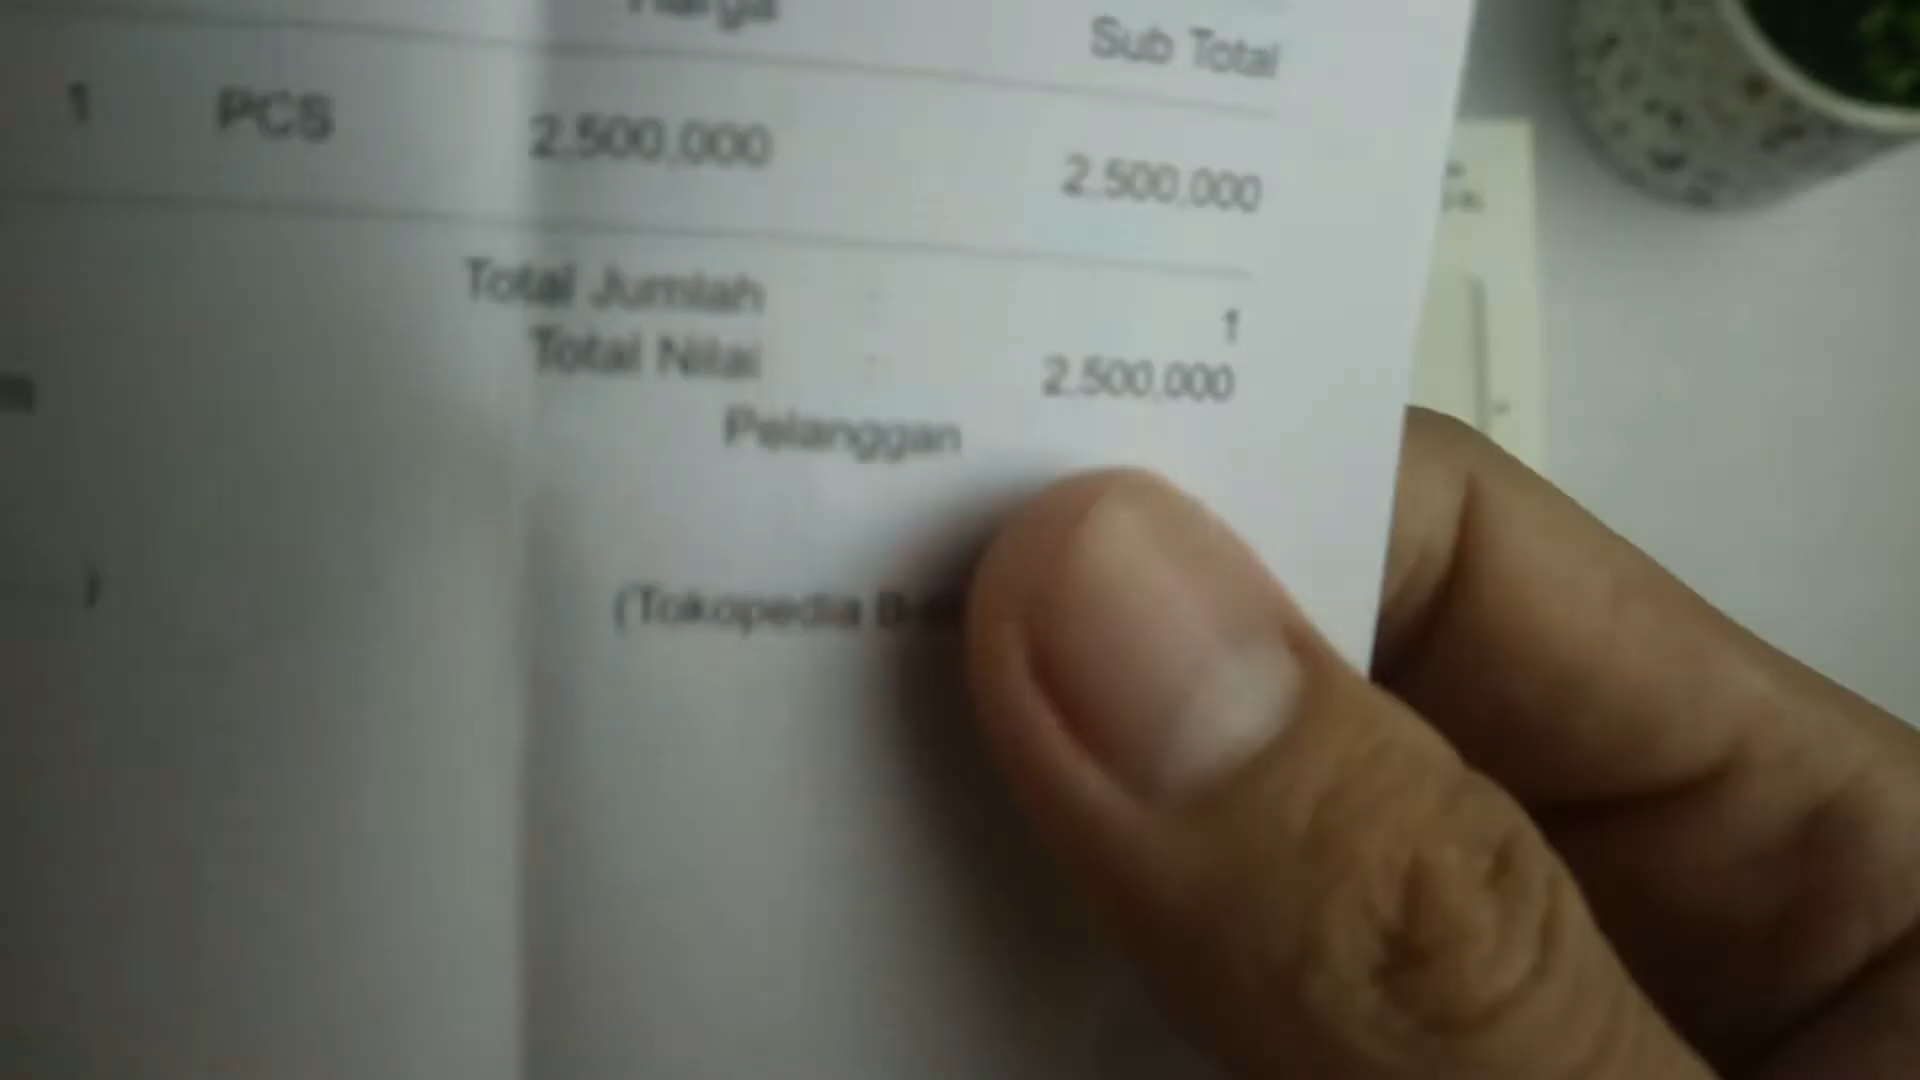 Harga Sub Total
1 PCS 2,500,000 2,500,000
Total Jumlah : 1
Total Nilai : 2,500,000
Pelanggan
)
(Tokopedia